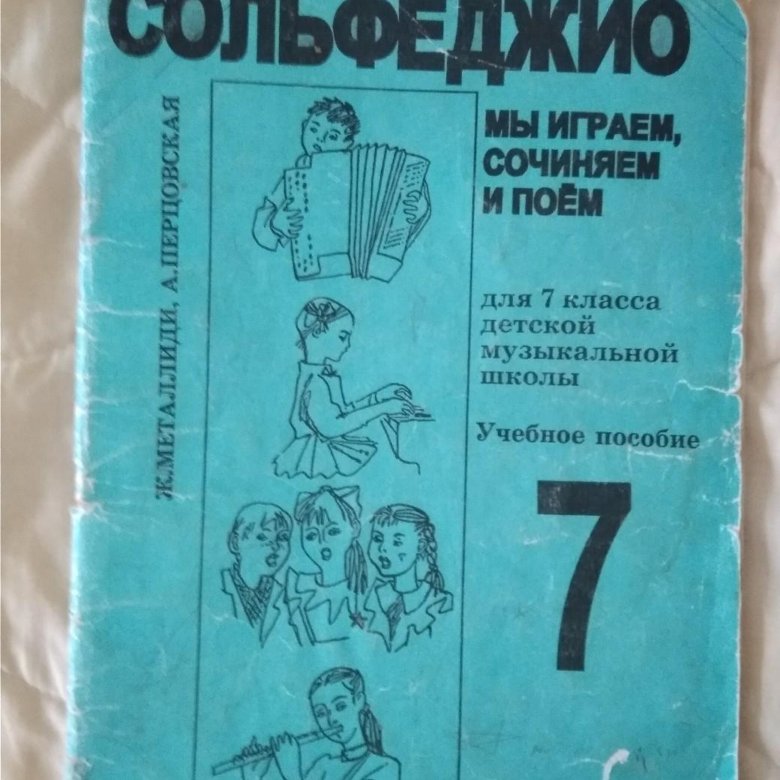 СОЛЬФЕДЖИО
Ж.МЕТАЛЛИДИ, А.ПЕРЦОВСКАЯ
МЫ ИГРАЕМ,
СОЧИНЯЕМ
И ПОЁМ
для 7 класса
детской
музыкальной
школы
Учебное пособие
7